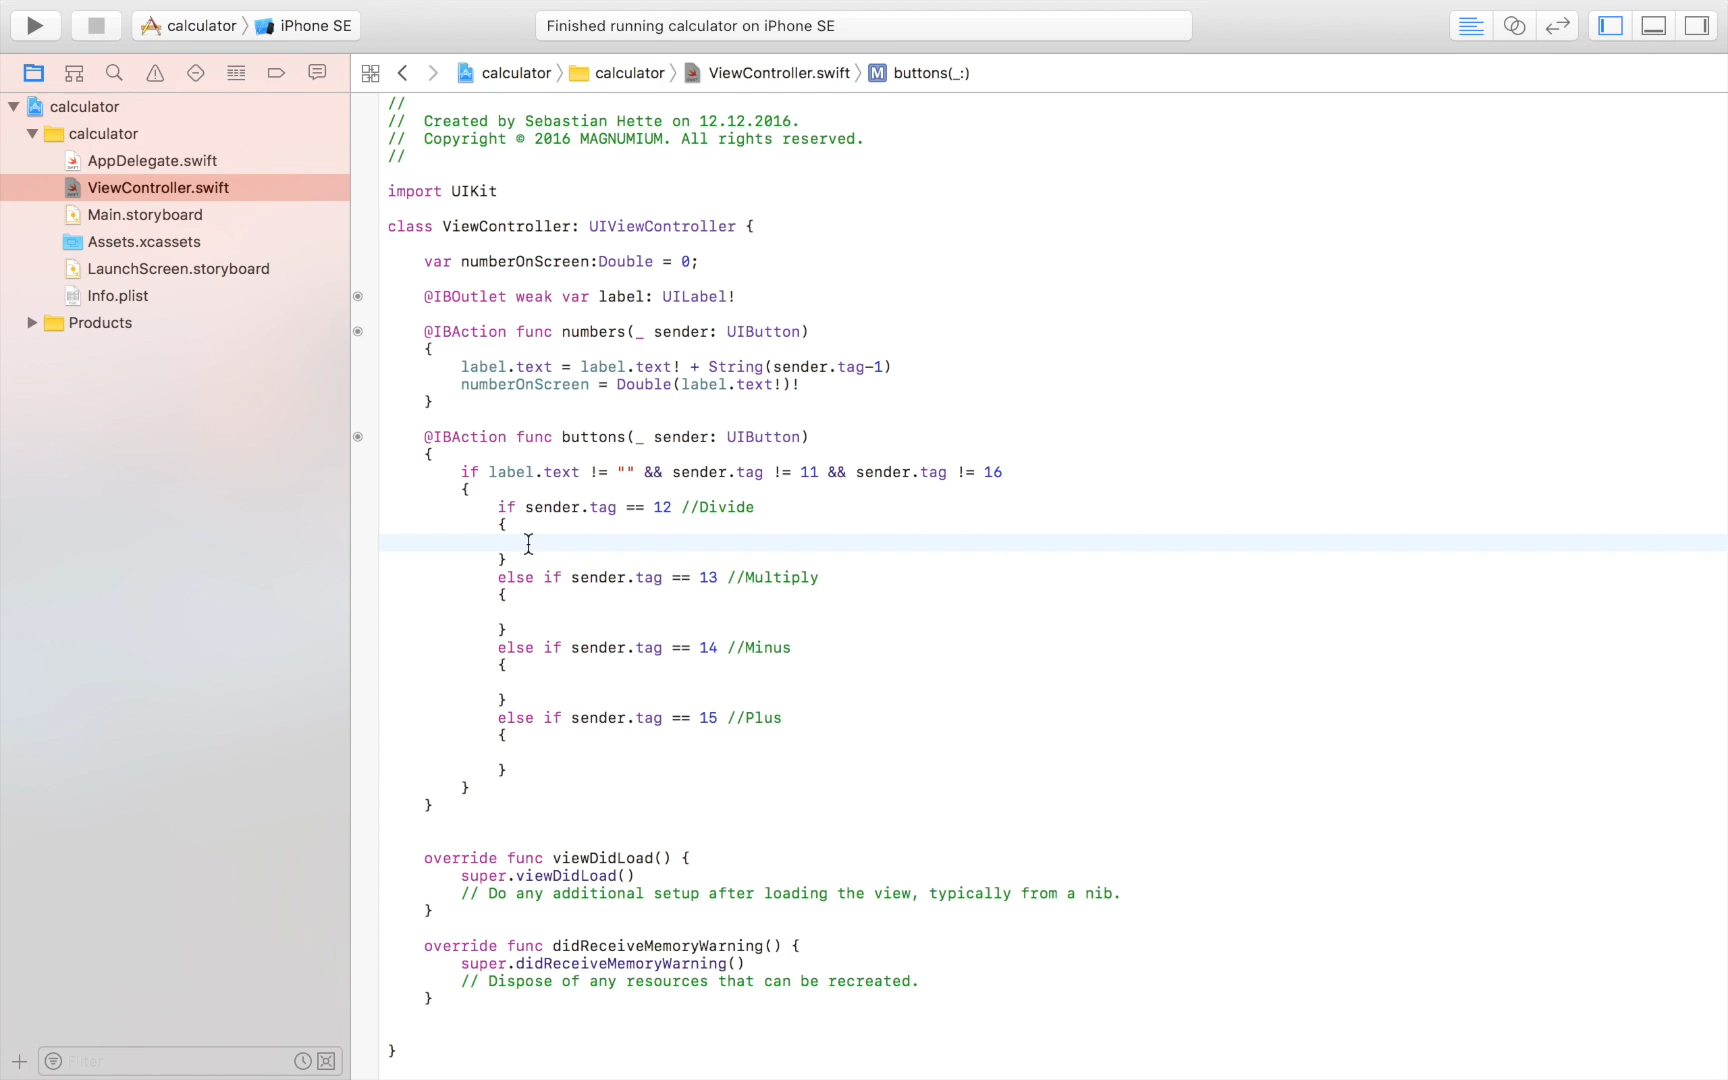 calculator 〉 iPhone SE
Finished running calculator on iPhone SE
calculator 〉 calculator 〉 ViewController.swift 〉 M buttons(_:)
calculator
calculator
AppDelegate.swift
ViewController.swift
Main.storyboard
Assets.xcassets
LaunchScreen.storyboard
Info.plist
Products
Filter
//
//  Created by Sebastian Hette on 12.12.2016.
//  Copyright © 2016 MAGNUMIUM. All rights reserved.
//
import UIKit
class ViewController: UIViewController {
var numberOnScreen:Double = 0;
@IBOutlet weak var label: UILabel!
@IBAction func numbers(_ sender: UIButton)
{
label.text = label.text! + String(sender.tag-1)
numberOnScreen = Double(label.text!)!
}
@IBAction func buttons(_ sender: UIButton)
{
if label.text != "" && sender.tag != 11 && sender.tag != 16
{
if sender.tag == 12 //Divide
{
}
else if sender.tag == 13 //Multiply
{
}
else if sender.tag == 14 //Minus
{
}
else if sender.tag == 15 //Plus
{
}
}
}
override func viewDidLoad() {
super.viewDidLoad()
// Do any additional setup after loading the view, typically from a nib.
}
override func didReceiveMemoryWarning() {
super.didReceiveMemoryWarning()
// Dispose of any resources that can be recreated.
}
}